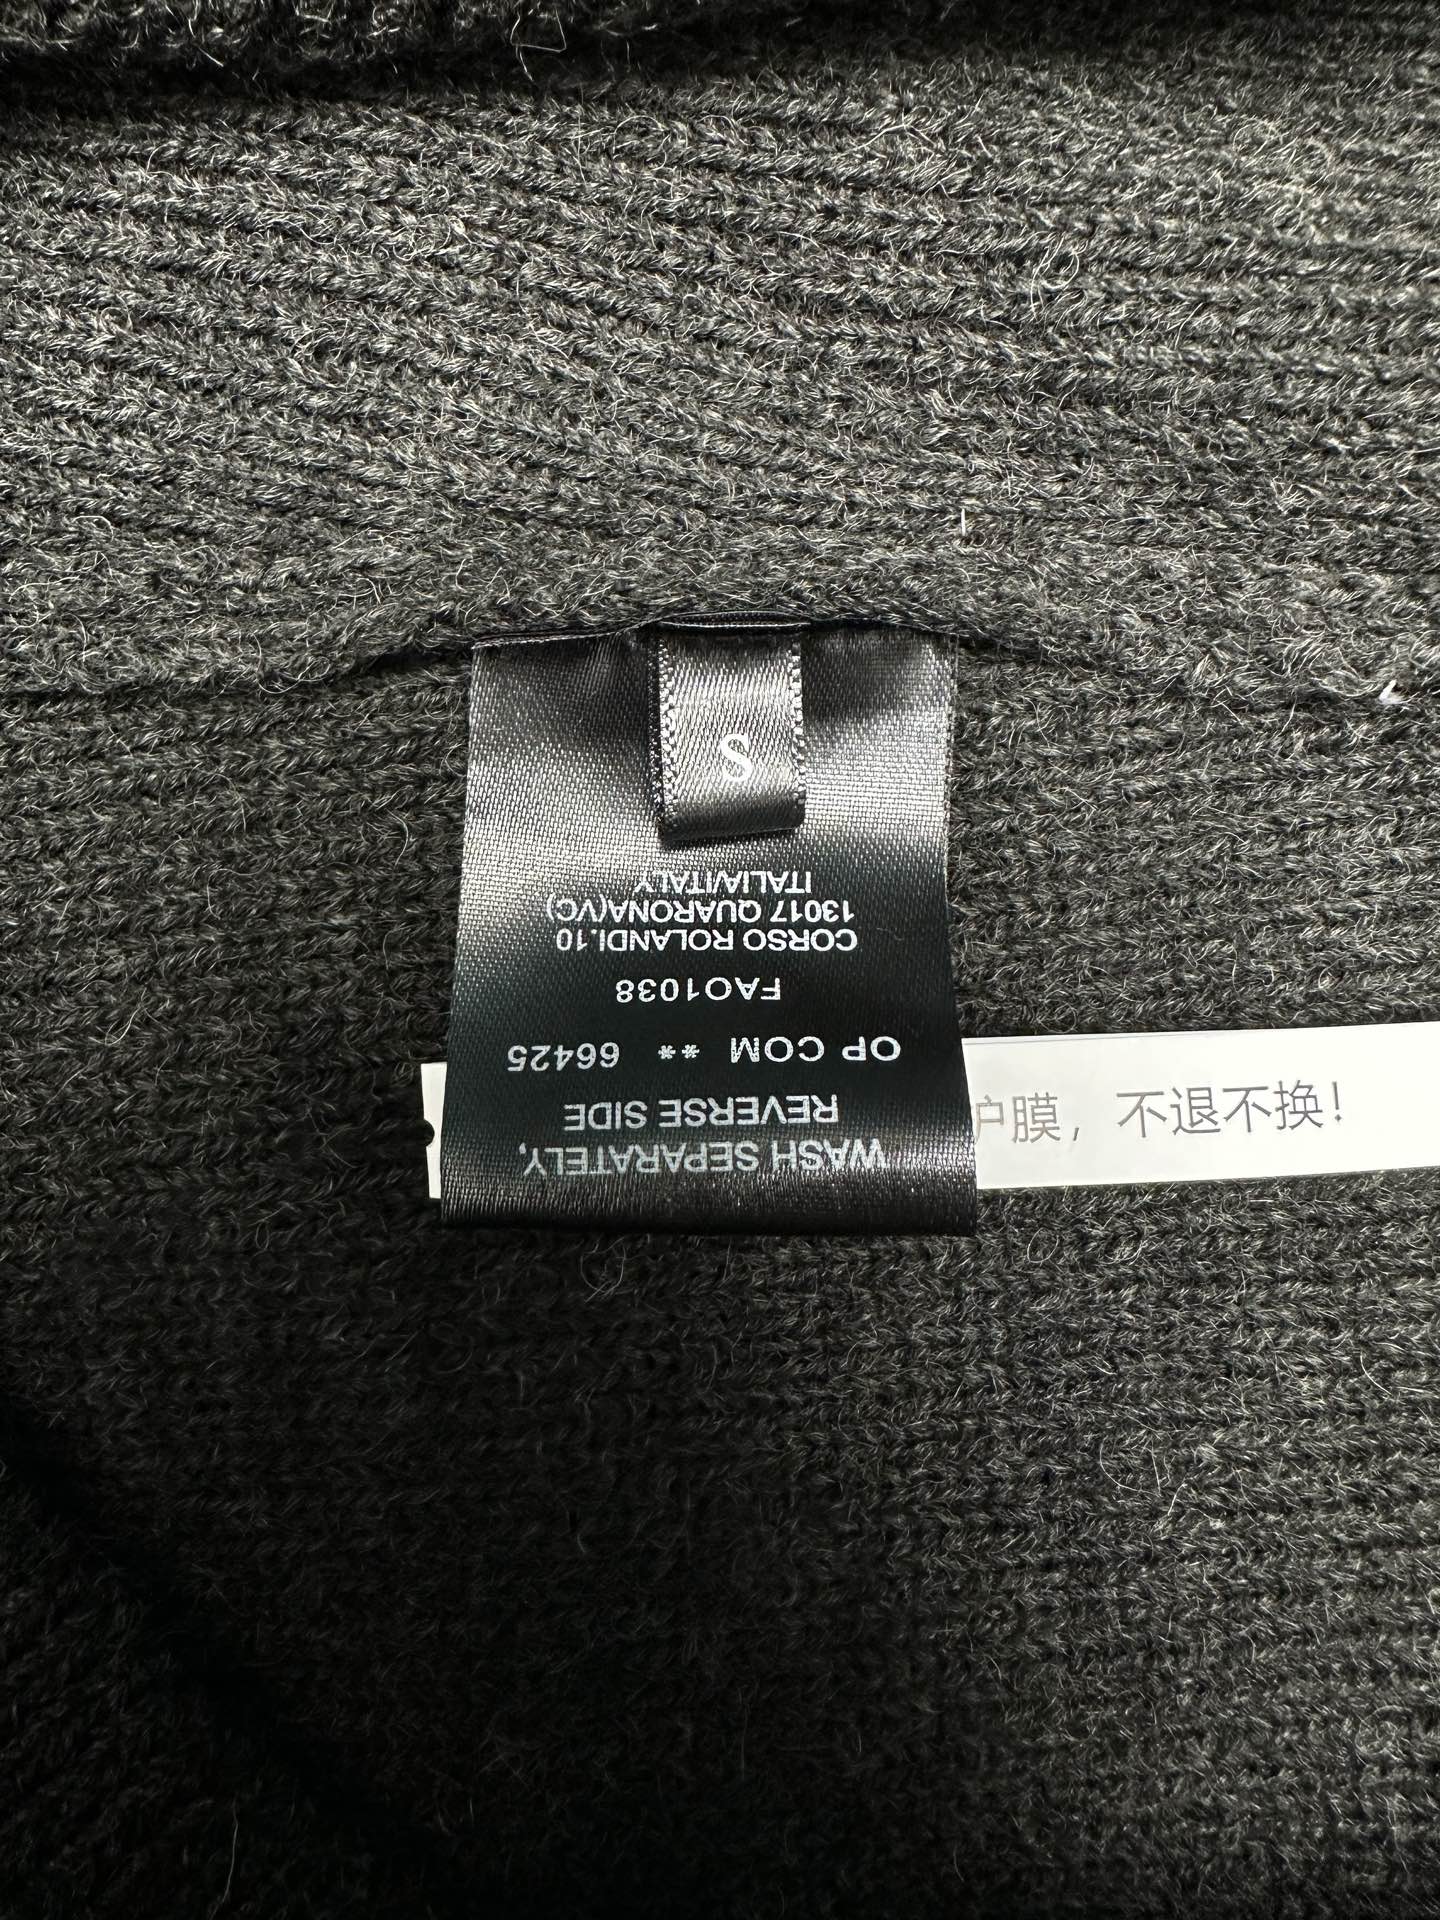 WASH SEPARATELY,
REVERSE SIDE
OP COM ** 66425
FAO1038
CORSO ROLANDI.10
13017 QUARONA(VC)
ITALIA/ITALY
S
护膜，不退不换！